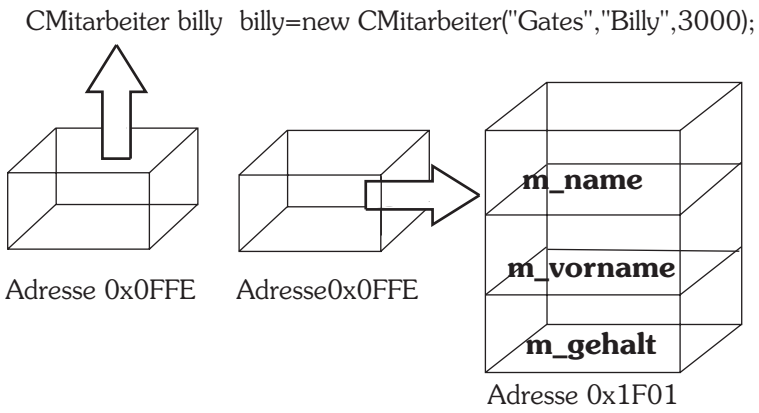 CMitarbeiter billy billy=new CMitarbeiter("Gates","Billy",3000);
m_name
m_vorname
m_gehalt
Adresse 0x0FFE
Adresse0x0FFE
Adresse 0x1F01